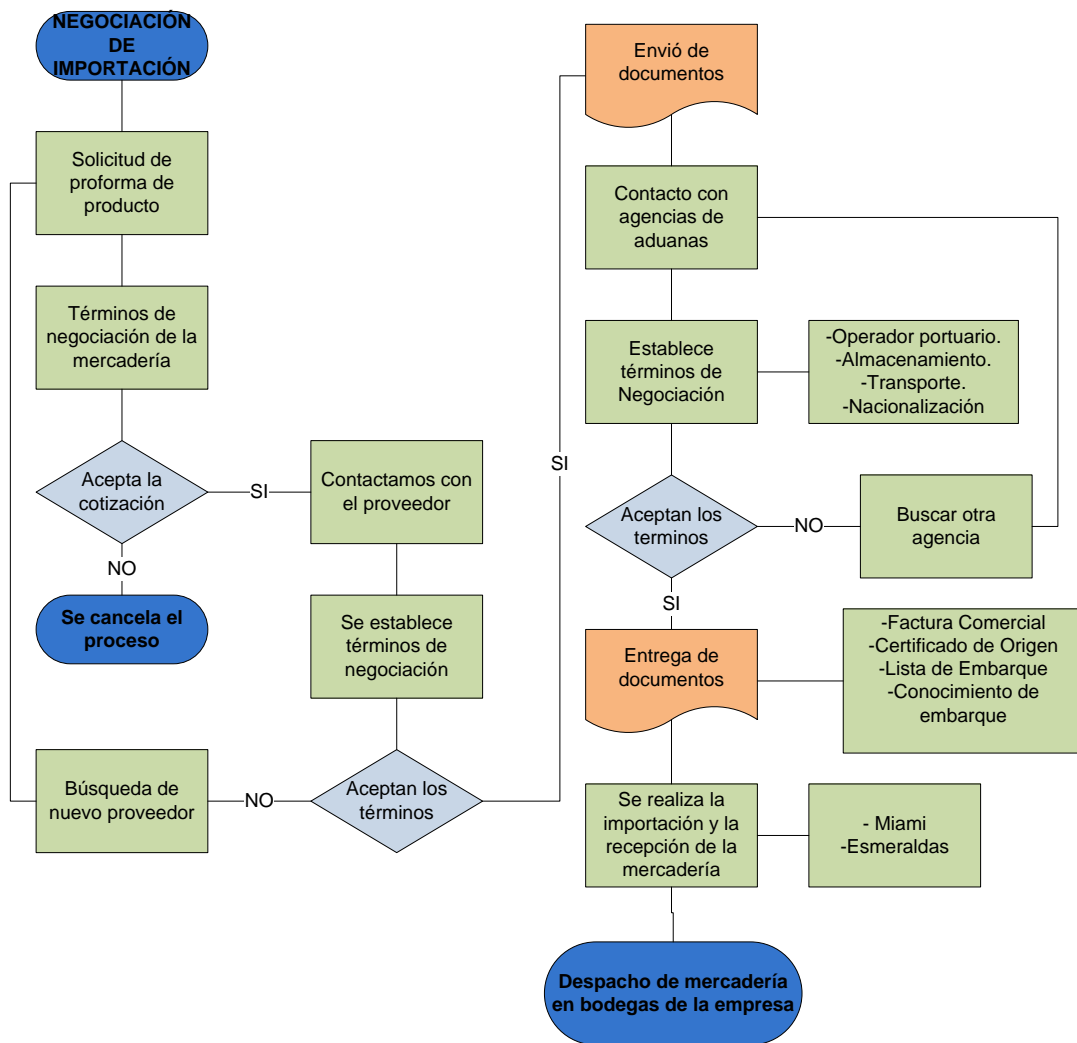 NEGOCIACIÓN
DE
IMPORTACIÓN
Solicitud de
proforma de
producto
Términos de
negociación de la
mercadería
Acepta la
cotización
SI
NO
Se cancela el
proceso
Contactamos con
el proveedor
Se establece
términos de
negociación
Aceptan los
términos
NO
Búsqueda de
nuevo proveedor
SI
Envió de
documentos
Contacto con
agencias de
aduanas
Establece
términos de
Negociación
-Operador portuario.
-Almacenamiento.
-Transporte.
-Nacionalización
Aceptan los
terminos
NO
Buscar otra
agencia
SI
Entrega de
documentos
-Factura Comercial
-Certificado de Origen
-Lista de Embarque
-Conocimiento de
embarque
Se realiza la
importación y la
recepción de la
mercadería
- Miami
-Esmeraldas
Despacho de mercadería
en bodegas de la empresa